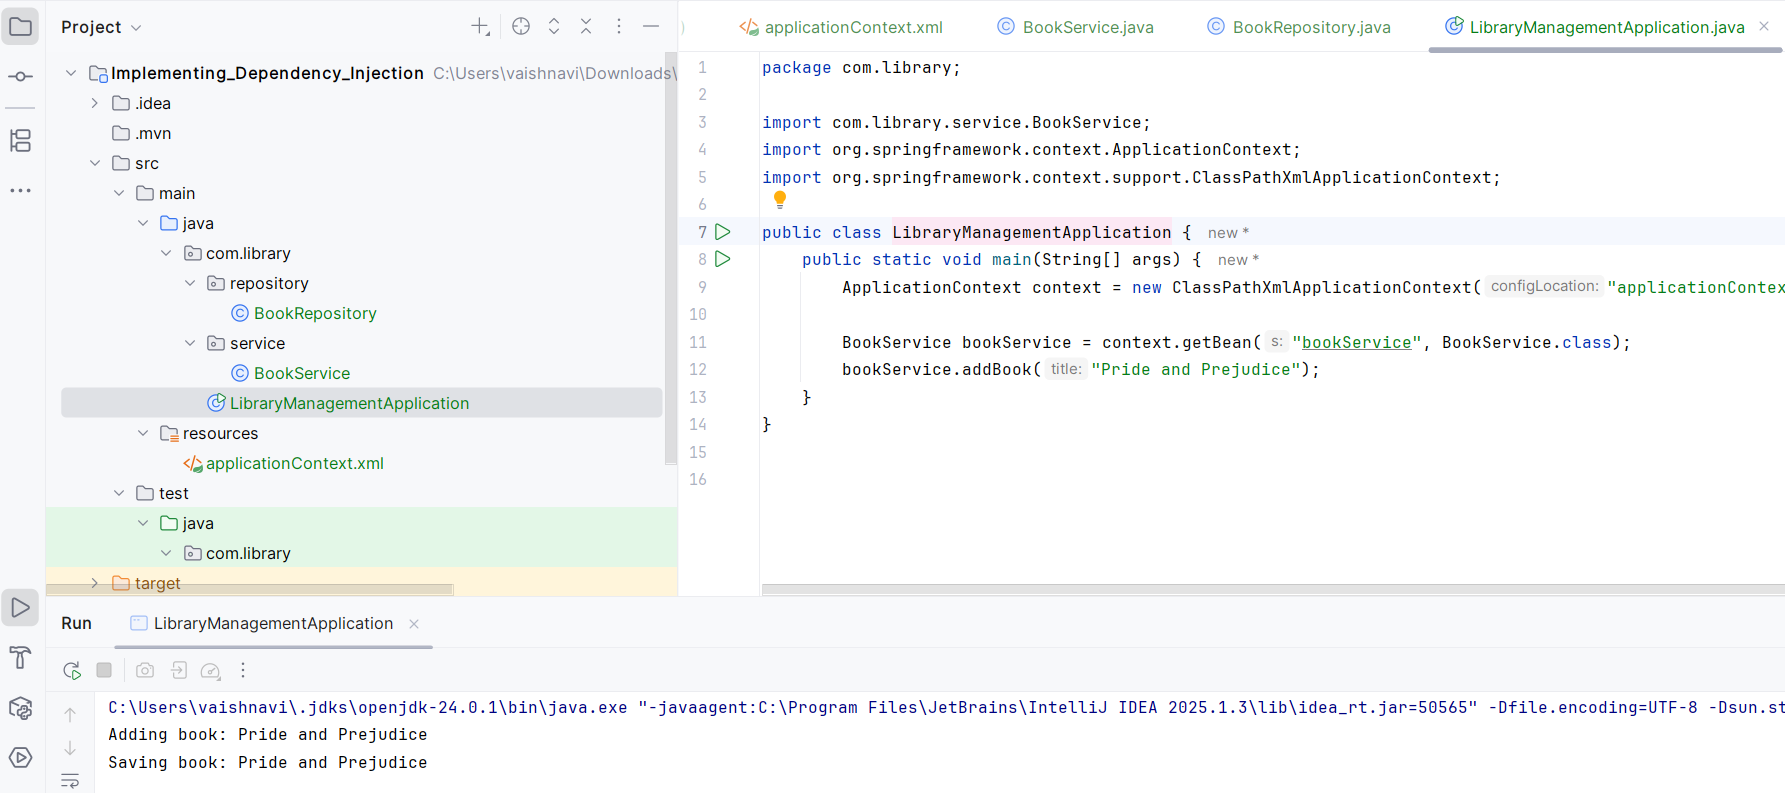 Project
Implementing_Dependency_Injection C:\Users\vaishnavi\Downloads\
.idea
.mvn
src
main
java
com.library
repository
BookRepository
service
BookService
LibraryManagementApplication
resources
applicationContext.xml
test
java
com.library
target
applicationContext.xml BookService.java BookRepository.java LibraryManagementApplication.java
1 package com.library;
2
3 import com.library.service.BookService;
4 import org.springframework.context.ApplicationContext;
5 import org.springframework.context.support.ClassPathXmlApplicationContext;
6
7 public class LibraryManagementApplication { new *
8 public static void main(String[] args) { new *
9 ApplicationContext context = new ClassPathXmlApplicationContext( configLocation: "applicationContex
10
11 BookService bookService = context.getBean( s: "bookService", BookService.class);
12 bookService.addBook( title: "Pride and Prejudice");
13 }
14 }
15
16
Run LibraryManagementApplication
C:\Users\vaishnavi\.jdks\openjdk-24.0.1\bin\java.exe "-javaagent:C:\Program Files\JetBrains\IntelliJ IDEA 2025.1.3\lib\idea_rt.jar=50565" -Dfile.encoding=UTF-8 -Dsun.st
Adding book: Pride and Prejudice
Saving book: Pride and Prejudice